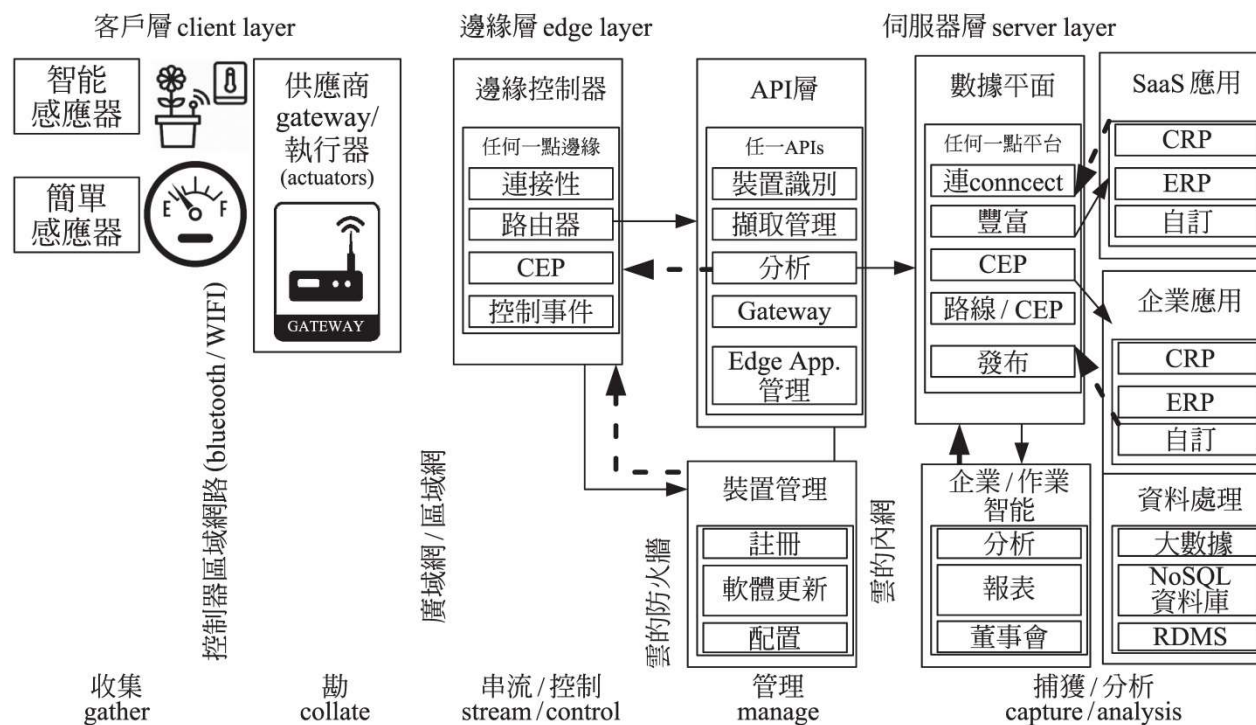 客戶層 client layer
邊緣層 edge layer
伺服器層 server layer
智能
感應器
簡單
感應器
E
F
控制器區域網路 (bluetooth / WIFI)
供應商
gateway/
執行器
(actuators)
GATEWAY
廣域網 / 區域網
邊緣控制器
任何一點邊緣
連接性
路由器
CEP
控制事件
雲的防火牆
API層
任一APIs
裝置識別
擷取管理
分析
Gateway
Edge App.
管理
裝置管理
註冊
軟體更新
配置
雲的內網
數據平面
任何一點平台
連conncect
豐富
CEP
路線 / CEP
發布
企業 / 作業
智能
分析
報表
董事會
SaaS 應用
CRP
ERP
自訂
企業應用
CRP
ERP
自訂
資料處理
大數據
NoSQL
資料庫
RDMS
收集
gather
勘
collate
串流 / 控制
stream / control
管理
manage
捕獲 / 分析
capture / analysis